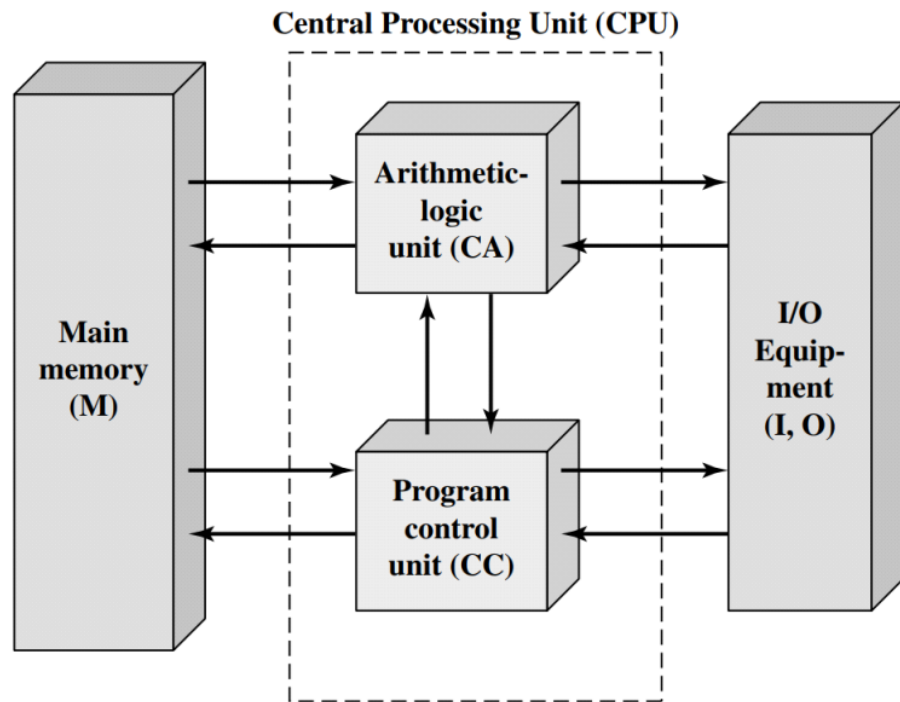 Central Processing Unit (CPU)
Main
memory
(M)
Arithmetic-
logic
unit (CA)
Program
control
unit (CC)
I/O
Equip-
ment
(I, O)